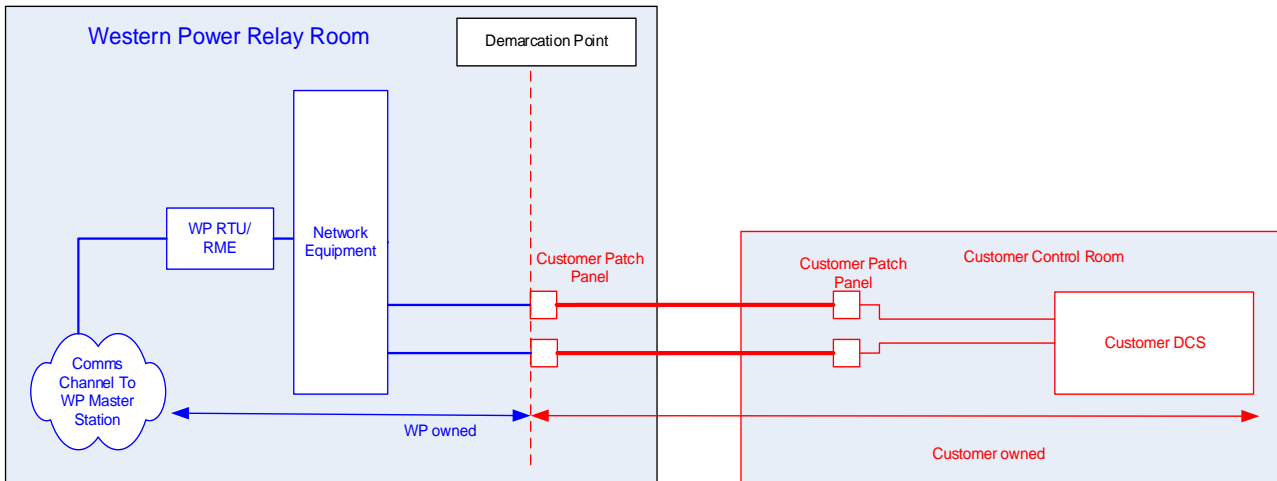 Western Power Relay Room
Demarcation Point
WP RTU/
RME
Network
Equipment
Customer Patch
Panel
Customer Patch
Panel
Customer Control Room
Customer DCS
Comms
Channel To
WP Master
Station
WP owned
Customer owned